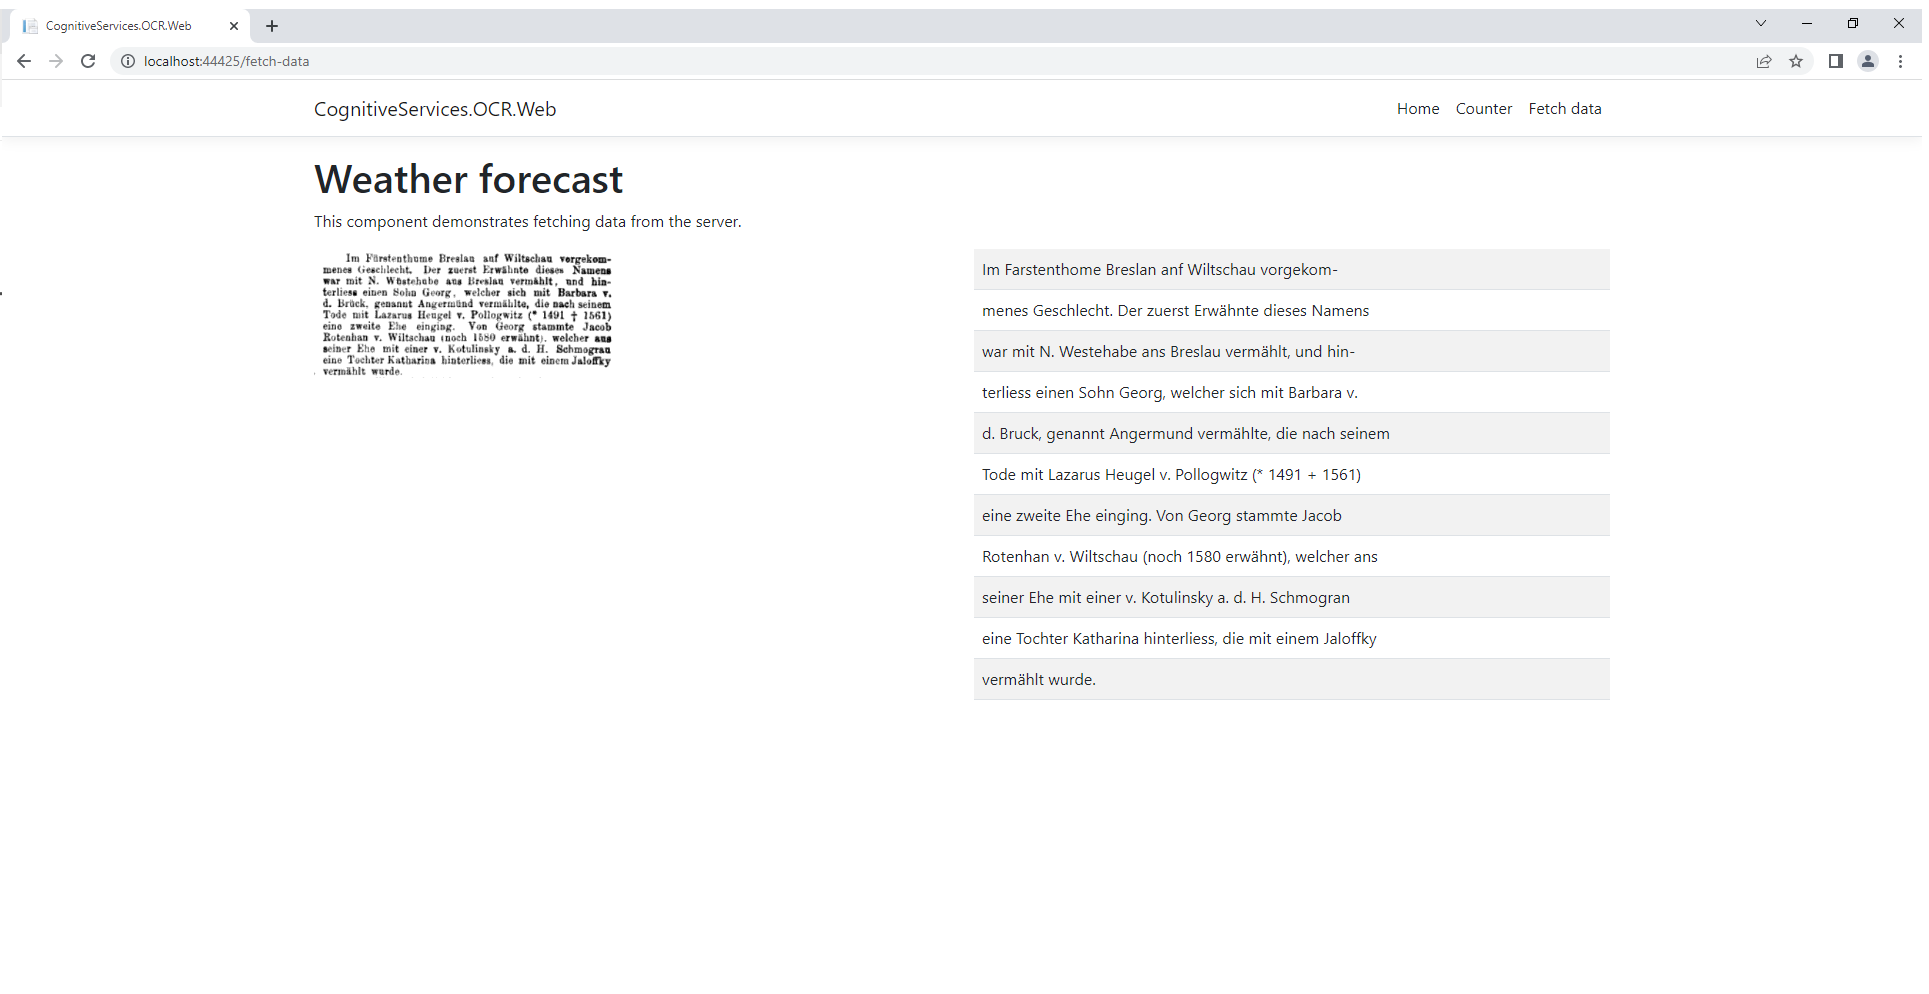 CognitiveServices.OCR.Web
localhost:44425/fetch-data
CognitiveServices.OCR.Web
Home Counter Fetch data
Weather forecast
This component demonstrates fetching data from the server.
Im Fürstenthume Breslau auf Wiltschau vorgekom-
menes Geschlecht. Der zuerst Erwähnte dieses Namens
war mit N. Wüstehube aus Breslau vermählt, und hin-
terliess einen Sohn Georg, welcher sich mit Barbara v.
d. Brück, genannt Angermünd vermählte, die nach seinem
Tode mit Lazarus Heugel v. Pollogwitz (* 1491 † 1561)
eine zweite Ehe einging. Von Georg stammte Jacob
Rotenhan v. Wiltschau (noch 1580 erwähnt), welcher aus
seiner Ehe mit einer v. Kotulinsky a. d. H. Schmograu
eine Tochter Katharina hinterliess, die mit einem Jaloffky
vermählt wurde.
Im Farstenthome Breslan anf Wiltschau vorgekom-
menes Geschlecht. Der zuerst Erwähnte dieses Namens
war mit N. Westehabe ans Breslau vermählt, und hin-
terliess einen Sohn Georg, welcher sich mit Barbara v.
d. Bruck, genannt Angermund vermählte, die nach seinem
Tode mit Lazarus Heugel v. Pollogwitz (* 1491 + 1561)
eine zweite Ehe einging. Von Georg stammte Jacob
Rotenhan v. Wiltschau (noch 1580 erwähnt), welcher ans
seiner Ehe mit einer v. Kotulinsky a. d. H. Schmogran
eine Tochter Katharina hinterliess, die mit einem Jaloffky
vermählt wurde.